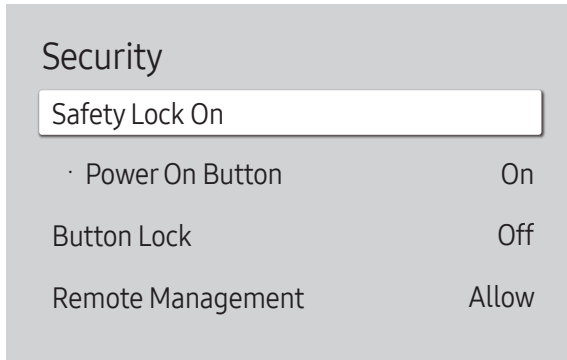 Security
Safety Lock On
· Power On Button On
Button Lock Off
Remote Management Allow